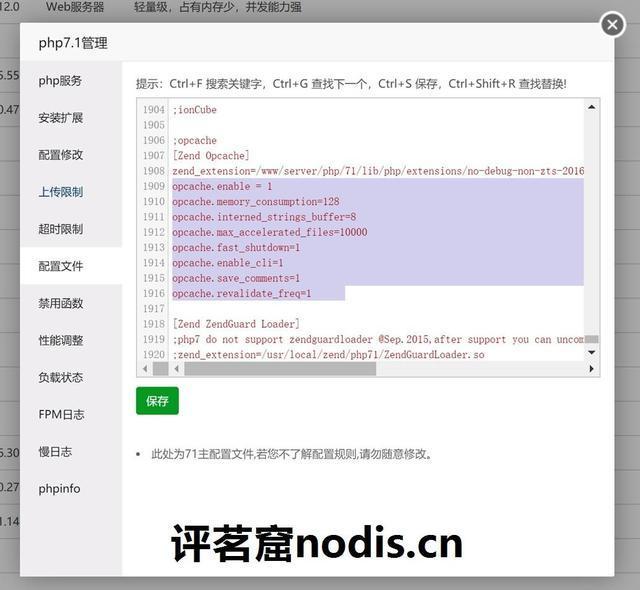 12.0 Web服务器 轻量级，占有内存少，并发能力强
php7.1管理
php服务
安装扩展
配置修改
上传限制
超时限制
配置文件
禁用函数
性能调整
负载状态
FPM日志
慢日志
phpinfo
提示：Ctrl+F 搜索关键字，Ctrl+G 查找下一个，Ctrl+S 保存，Ctrl+Shift+R 查找替换!
1904 ;ionCube
1905
1906 ;opcache
1907 [Zend Opcache]
1908 zend_extension=/www/server/php/71/lib/php/extensions/no-debug-non-zts-2016
1909 opcache.enable = 1
1910 opcache.memory_consumption=128
1911 opcache.interned_strings_buffer=8
1912 opcache.max_accelerated_files=10000
1913 opcache.fast_shutdown=1
1914 opcache.enable_cli=1
1915 opcache.save_comments=1
1916 opcache.revalidate_freq=1
1917
1918 [Zend ZendGuard Loader]
1919 ;php7 do not support zendguardloader @Sep.2015,after support you can uncom
1920 ;zend_extension=/usr/local/zend/php71/ZendGuardLoader.so
保存
此处为71主配置文件,若您不了解配置规则,请勿随意修改。
5.55
0.47
5.30
0.27
1.14
评茗窟nodis.cn